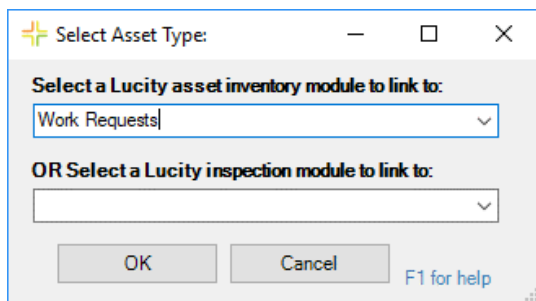 Select Asset Type:
Select a Lucity asset inventory module to link to:
Work Requests
OR Select a Lucity inspection module to link to:
OK Cancel
F1 for help